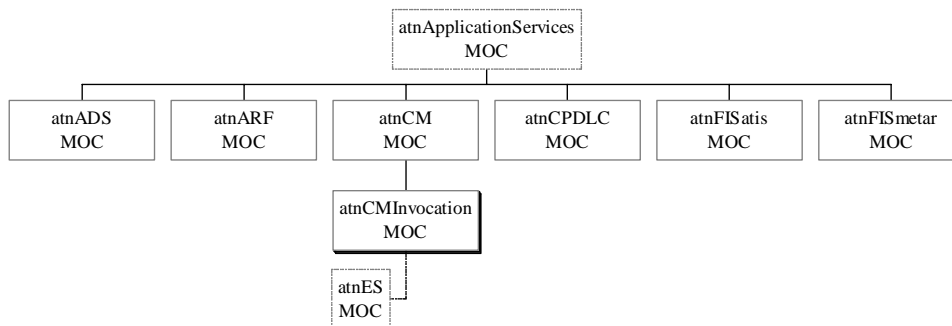 atnApplicationServices
MOC
atnADS
MOC
atnARF
MOC
atnCM
MOC
atnCPDLC
MOC
atnFISatis
MOC
atnFISmetar
MOC
atnCMInvocation
MOC
atnES
MOC